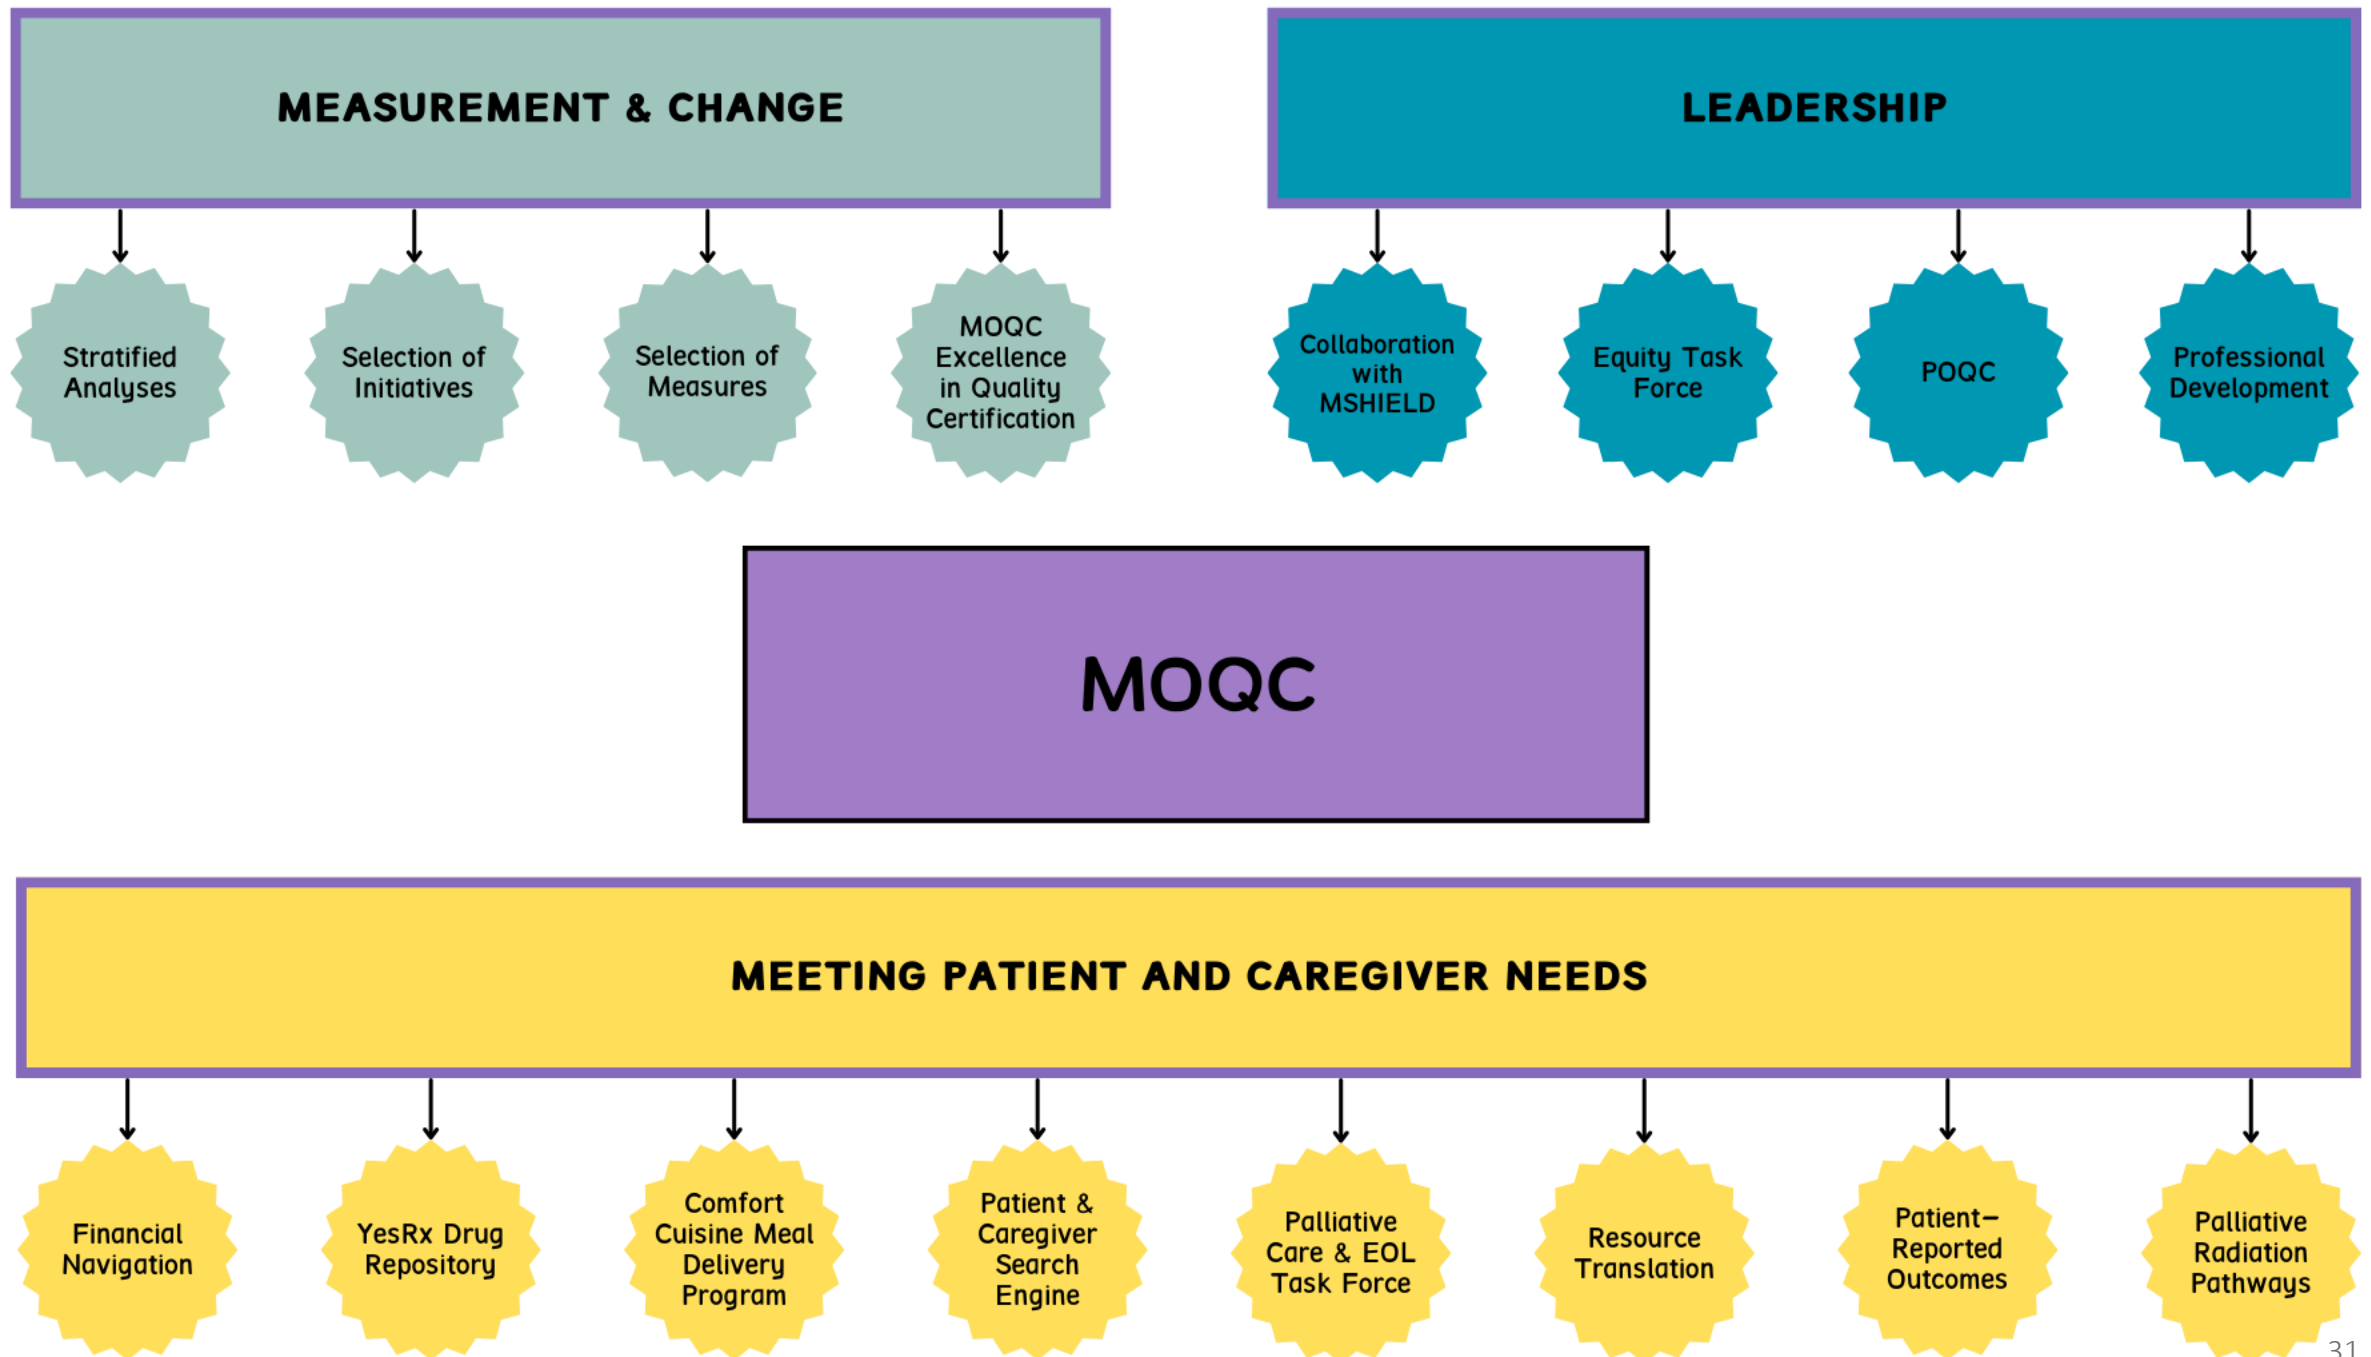 MEASUREMENT & CHANGE
Stratified
Analyses
Selection of
Initiatives
Selection of
Measures
MOQC
Excellence
in Quality
Certification
LEADERSHIP
Collaboration
with
MSHIELD
Equity Task
Force
POQC
Professional
Development
MOQC
MEETING PATIENT AND CAREGIVER NEEDS
Financial
Navigation
YesRx Drug
Repository
Comfort
Cuisine Meal
Delivery
Program
Patient &
Caregiver
Search
Engine
Palliative
Care & EOL
Task Force
Resource
Translation
Patient-
Reported
Outcomes
Palliative
Radiation
Pathways
31